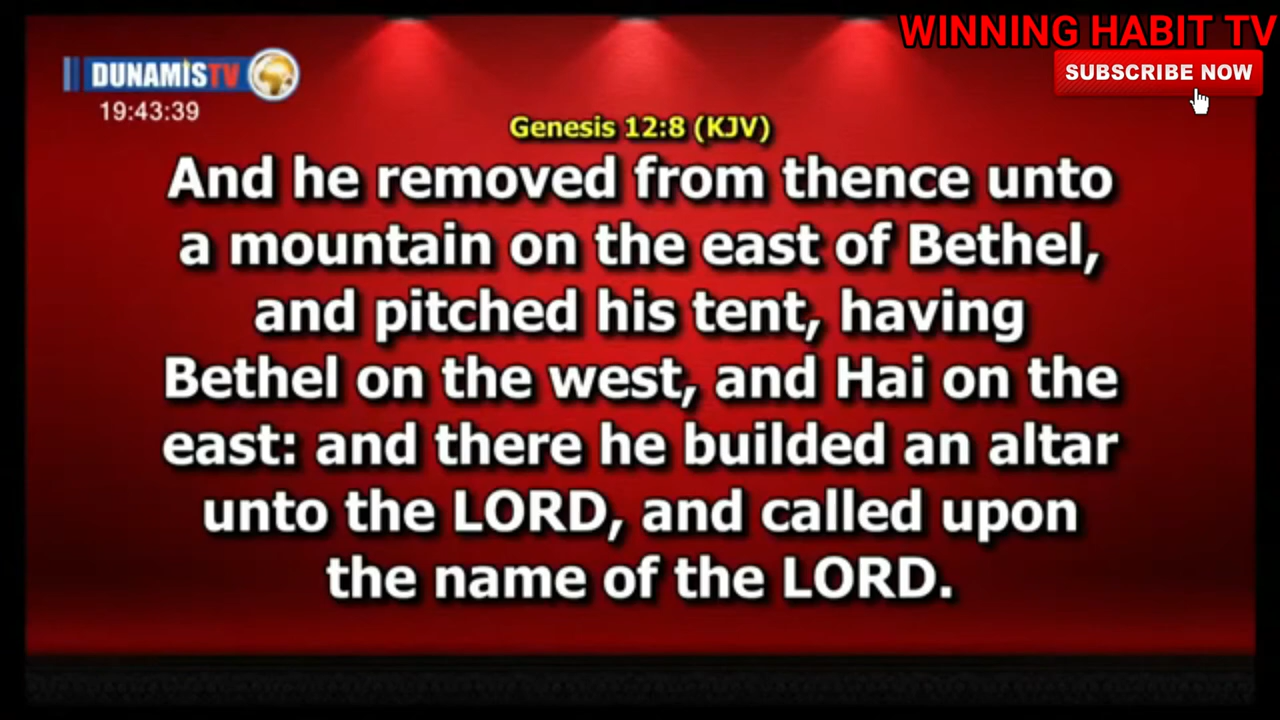 WINNING HABIT TV
DUNAMIS TV
SUBSCRIBE NOW
19:43:39
Genesis 12:8 (KJV)
And he removed from thence unto
a mountain on the east of Bethel,
and pitched his tent, having
Bethel on the west, and Hai on the
east: and there he builded an altar
unto the LORD, and called upon
the name of the LORD.